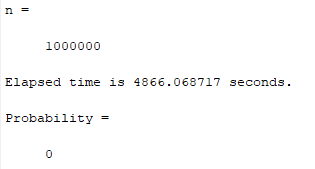 n =
1000000
Elapsed time is 4866.068717 seconds.
Probability =
0